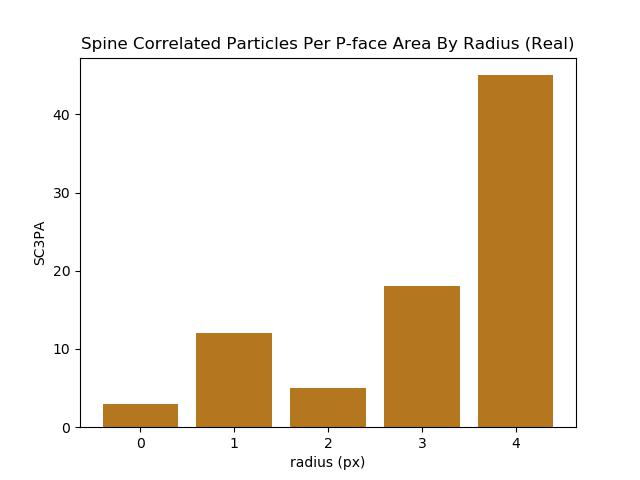 Spine Correlated Particles Per P-face Area By Radius (Real)
40
30
20
10
0
SC3PA
0 1 2 3 4
radius (px)